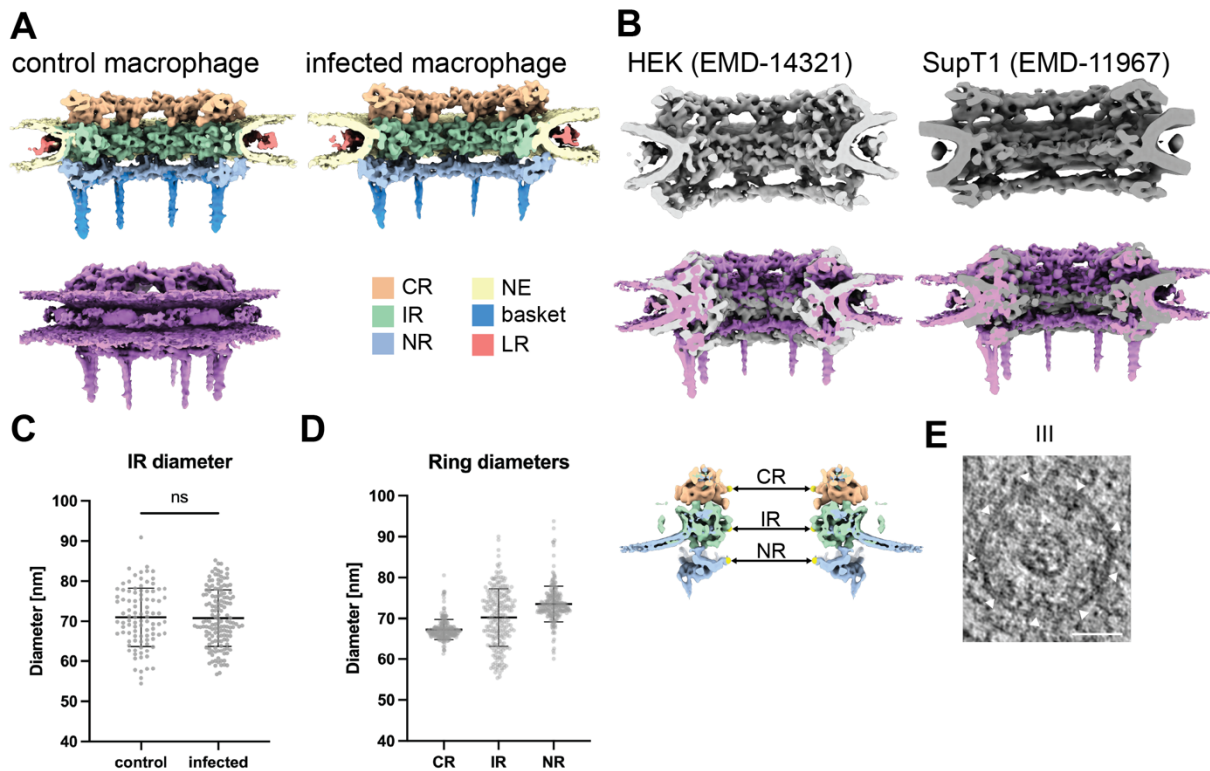 A
control macrophage
infected macrophage
CR
IR
NR
NE
basket
LR
B
HEK (EMD-14321)
SupT1 (EMD-11967)
C
IR diameter
ns
Diameter [nm]
100
90
80
70
60
50
40
control
infected
D
Ring diameters
Diameter [nm]
100
90
80
70
60
50
40
CR
IR
NR
CR
IR
NR
E
III